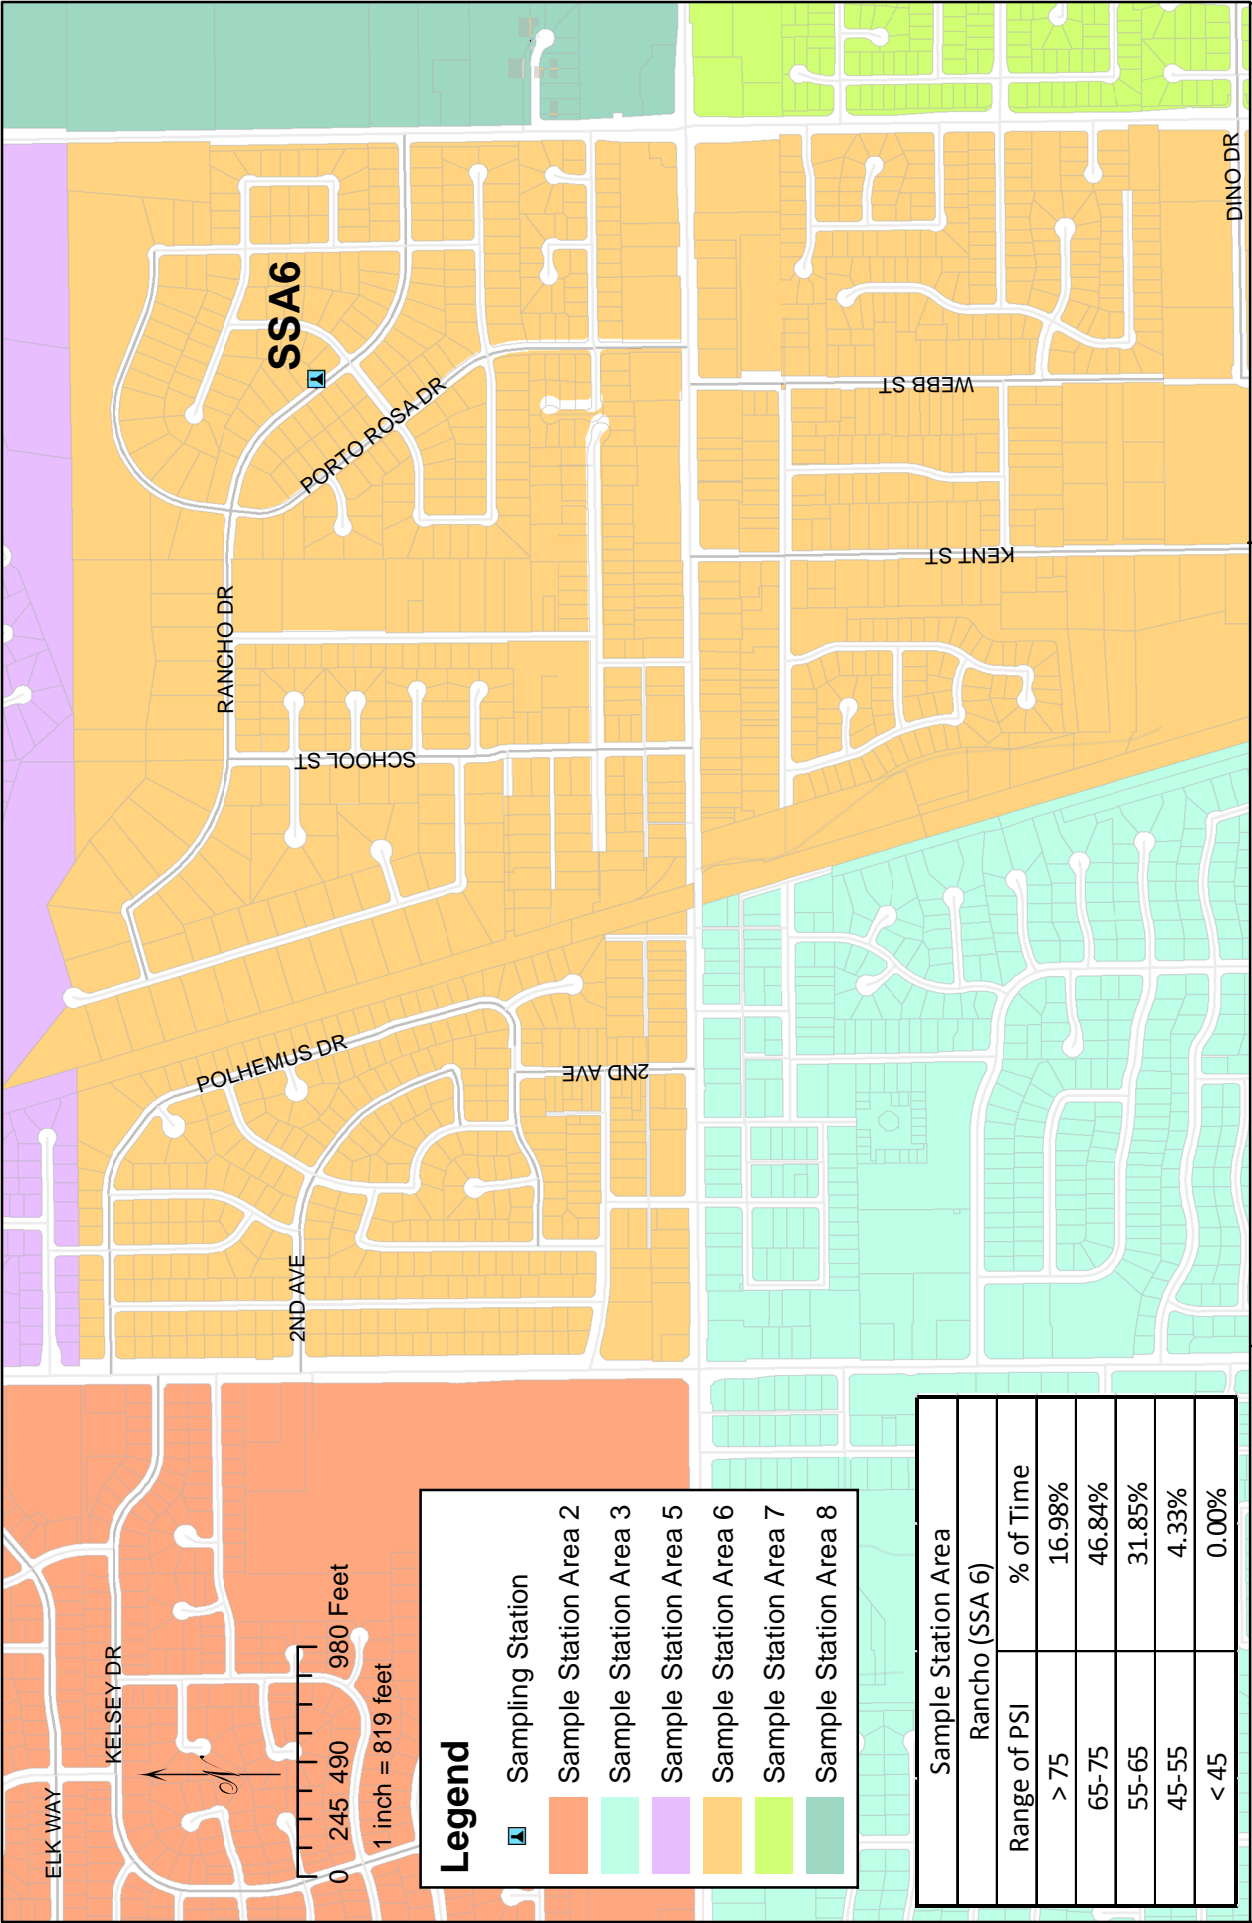 ELK WAY
KELSEY DR
N
0 245 490 980 Feet
1 inch = 819 feet
2ND AVE
POLHEMUS DR
2ND AVE
RANCHO DR
SCHOOL ST
PORTO ROSA DR
SSA6
KENT ST
WEBB ST
DINO DR
Legend
Sampling Station
Sample Station Area 2
Sample Station Area 3
Sample Station Area 5
Sample Station Area 6
Sample Station Area 7
Sample Station Area 8
Sample Station Area
Rancho (SSA 6)
Range of PSI % of Time
> 75 16.98%
65-75 46.84%
55-65 31.85%
45-55 4.33%
< 45 0.00%